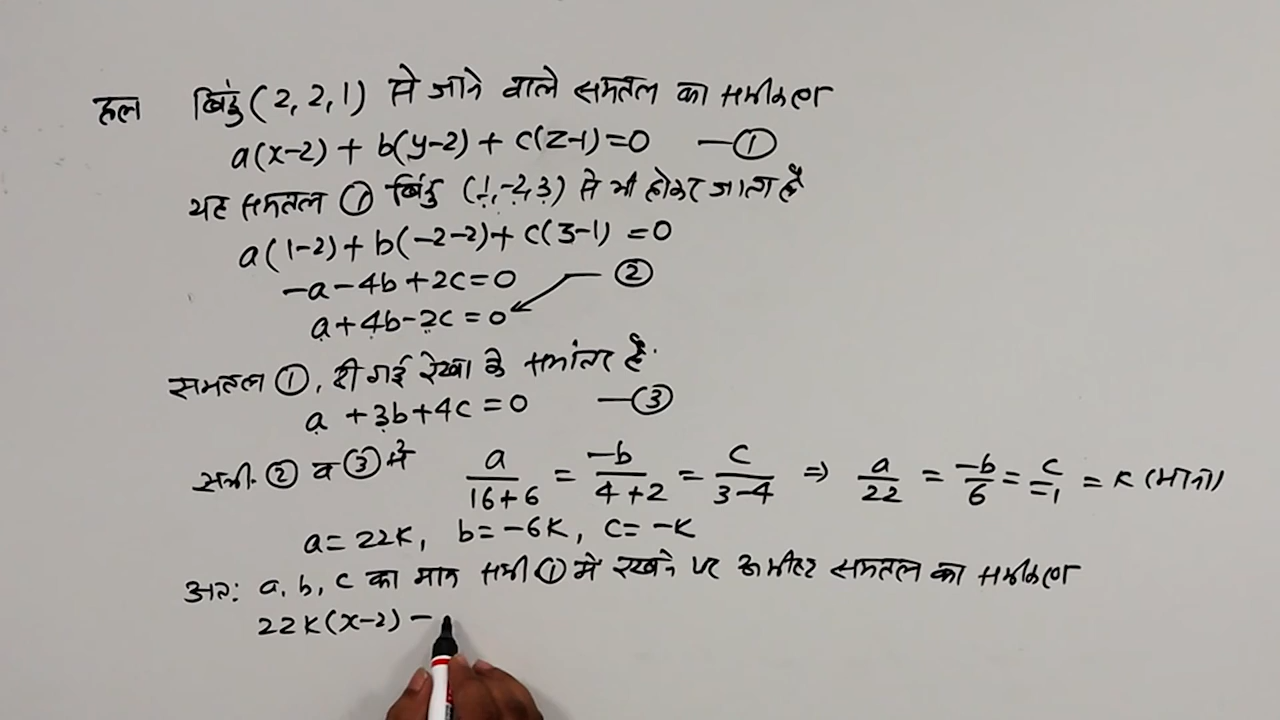 हल बिंदु (2, 2, 1) से जाने वाले समतल का समीकरण
a(x-2) + b(y-2) + c(z-1) = 0 — ①
यह समतल ① बिंदु (1, -2, 3) से भी होकर जाता है
a(1-2) + b(-2-2) + c(3-1) = 0
-a - 4b + 2c = 0 — ②
a + 4b - 2c = 0
समतल ①, दी गई रेखा के समांतर है.
a + 3b + 4c = 0 — ③
समी. ② व ③ से a/(16+6) = -b/(4+2) = c/(3-4) ⇒ a/22 = -b/6 = c/-1 = K (माना)
a = 22K, b = -6K, c = -K
अतः a, b, c का मान समी ① में रखने पर अभीष्ट समतल का समीकरण
22K(x-2) -